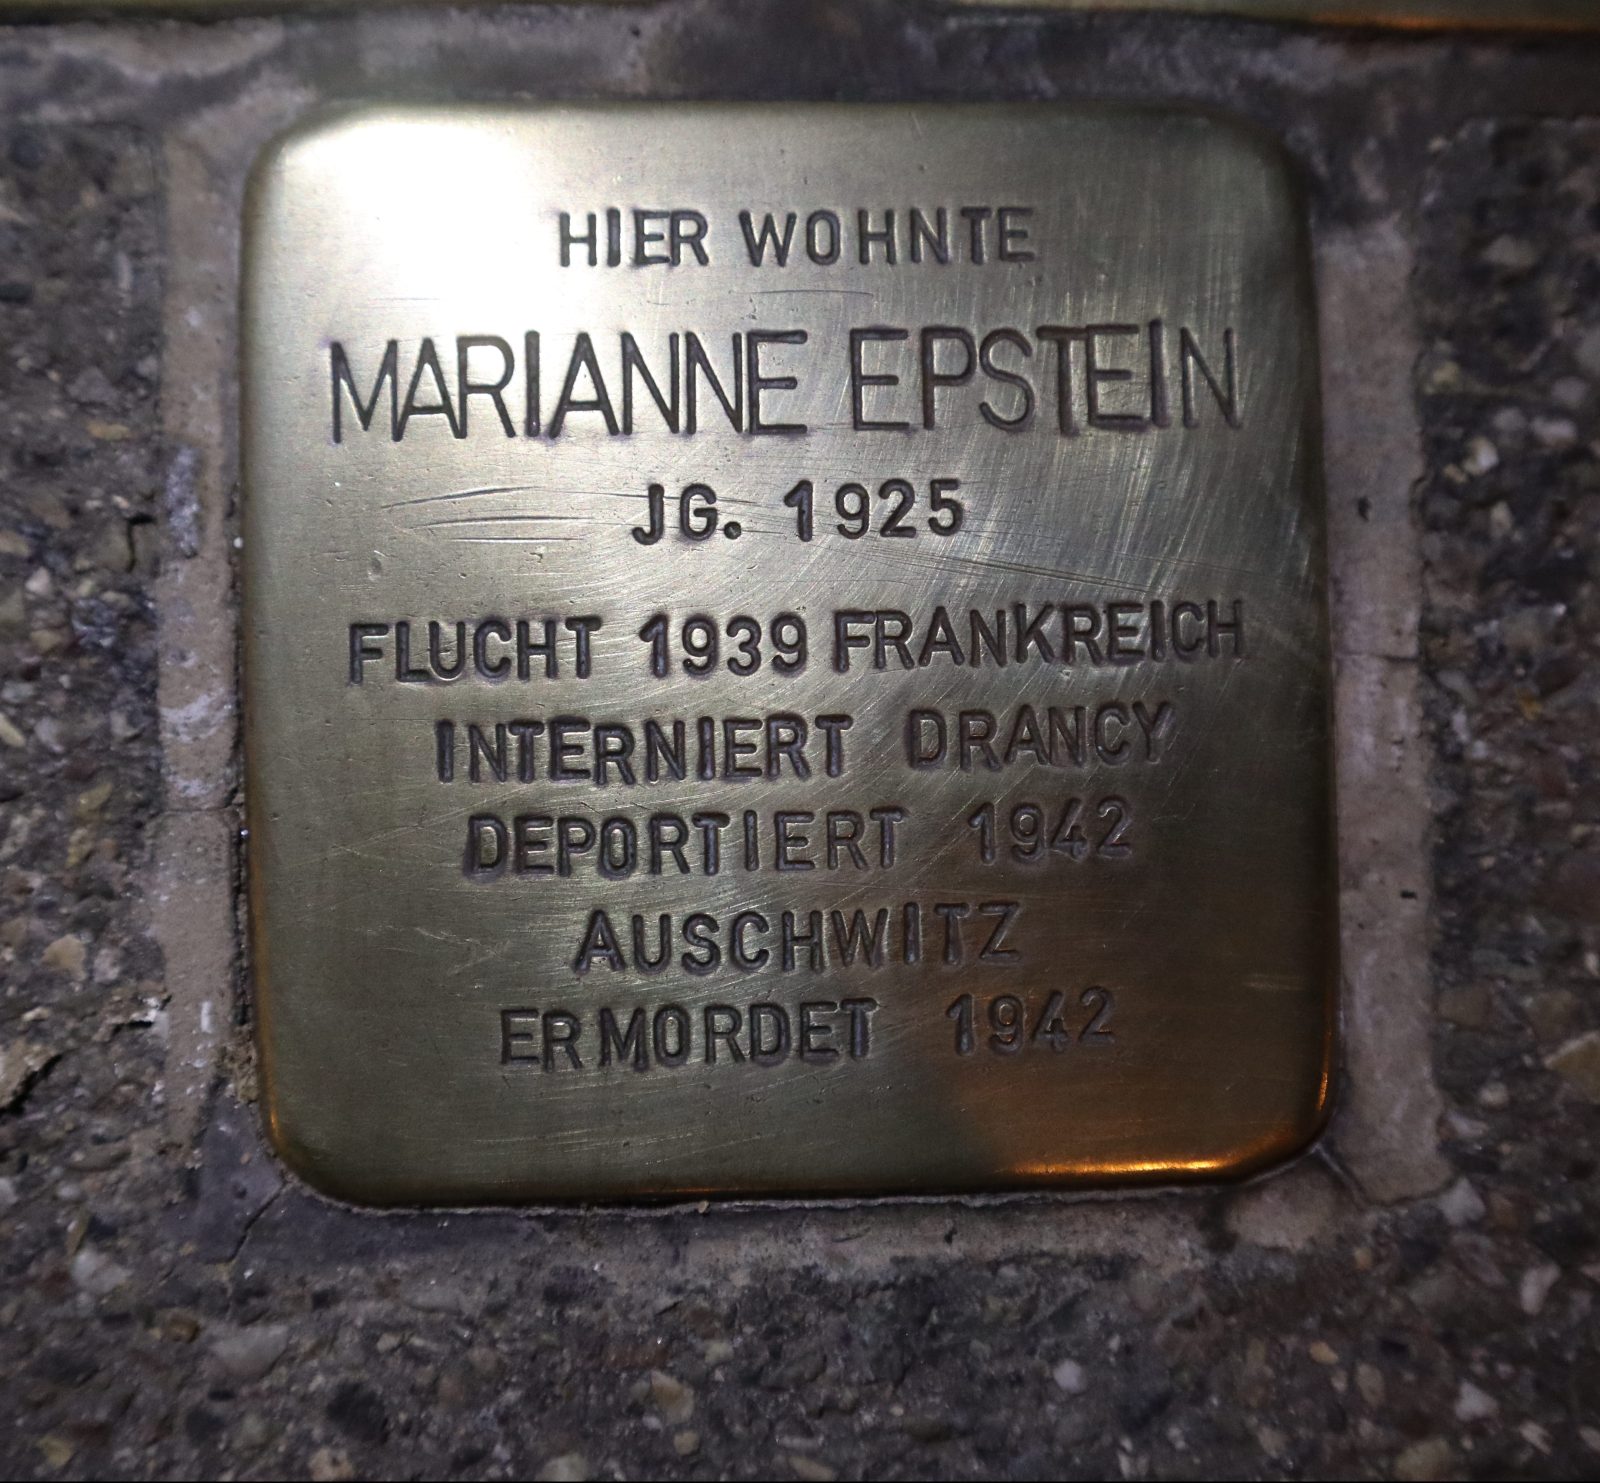 HIER WOHNTE
MARIANNE EPSTEIN
JG. 1925
FLUCHT 1939 FRANKREICH
INTERNIERT DRANCY
DEPORTIERT 1942
AUSCHWITZ
ERMORDET 1942